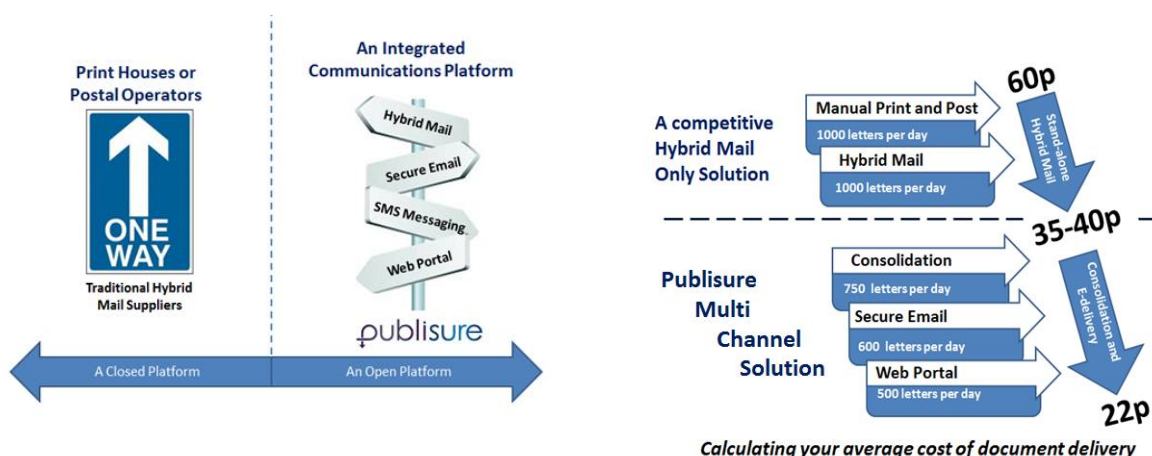 Print Houses or
Postal Operators
ONE
WAY
Traditional Hybrid
Mail Suppliers
An Integrated
Communications Platform
Hybrid Mail
Secure Email
SMS Messaging
Web Portal
publisure
A Closed Platform
An Open Platform
A competitive
Hybrid Mail
Only Solution
Manual Print and Post
1000 letters per day
Hybrid Mail
1000 letters per day
60p
Stand-alone
Hybrid Mail
35-40p
Publisure
Multi
Channel
Solution
Consolidation
750 letters per day
Secure Email
600 letters per day
Web Portal
500 letters per day
Consolidation and
E-delivery
22p
Calculating your average cost of document delivery